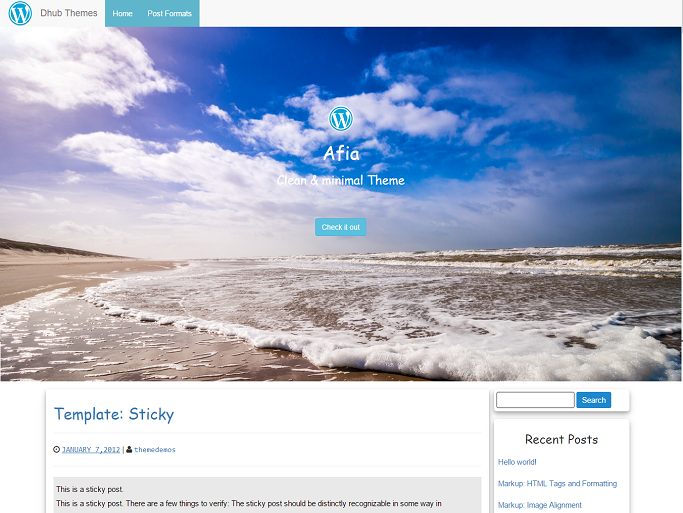 Dhub Themes Home Post Formats
Afia
Clean & minimal Theme
Check it out
Template: Sticky
JANUARY 7,2012 | themedemos
This is a sticky post.
This is a sticky post. There are a few things to verify: The sticky post should be distinctly recognizable in some way in
Search
Recent Posts
Hello world!
Markup: HTML Tags and Formatting
Markup: Image Alignment